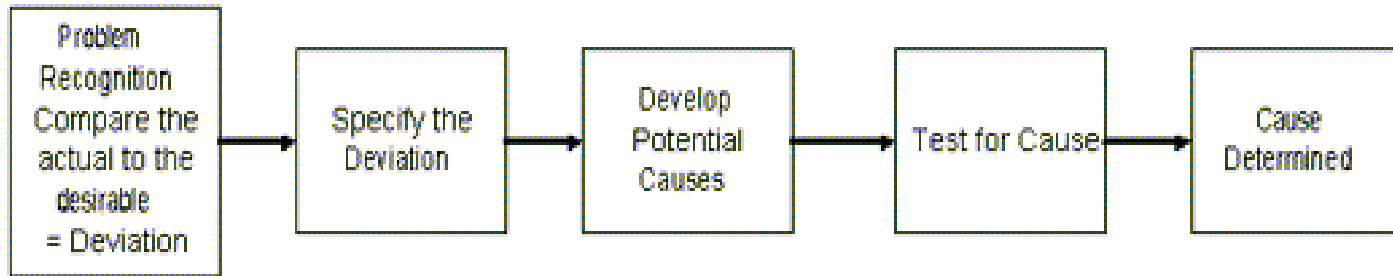 Problem
Recognition
Compare the
actual to the
desirable
= Deviation
Specify the
Deviation
Develop
Potential
Causes
Test for Cause
Cause
Determined